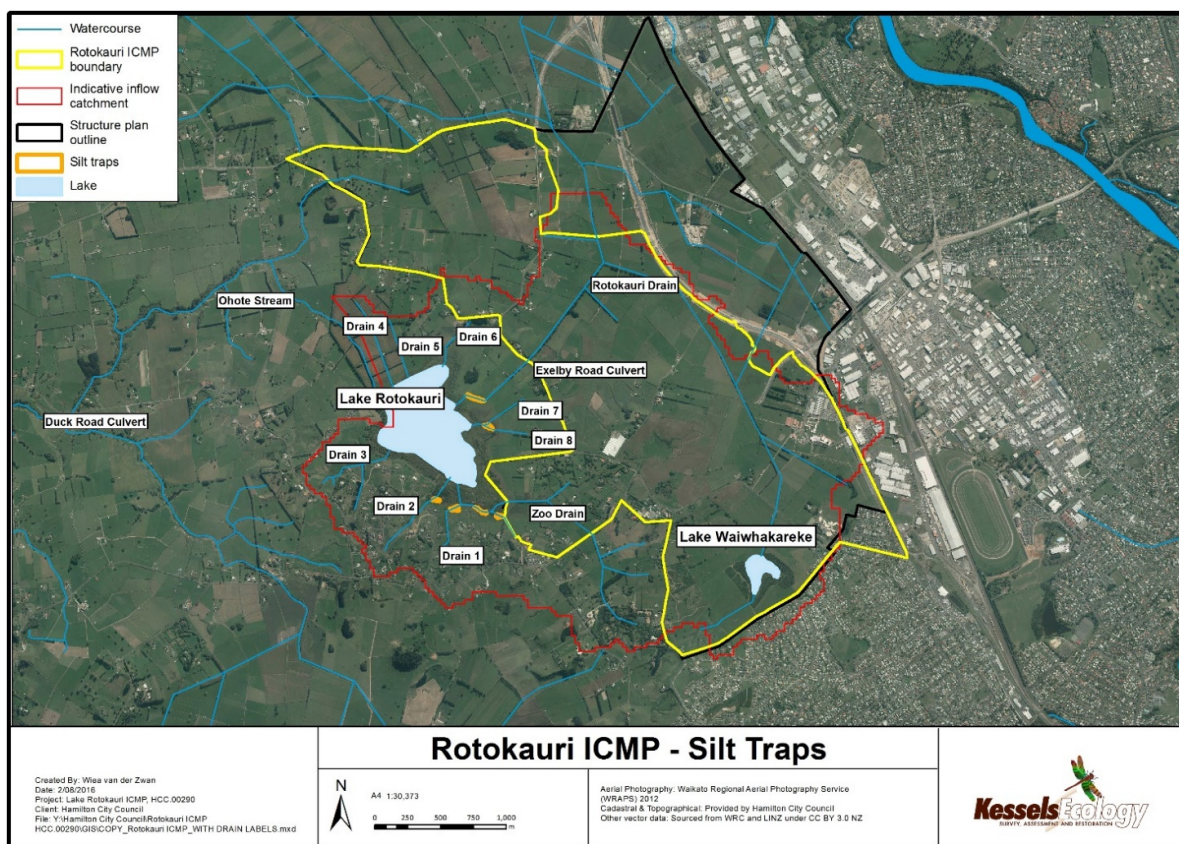 Watercourse
Rotokauri ICMP
boundary
Indicative inflow
catchment
Structure plan
outline
Silt traps
Lake
Rotokauri Drain
Ohote Stream
Drain 4
Drain 6
Drain 5
Exelby Road Culvert
Lake Rotokauri
Drain 7
Duck Road Culvert
Drain 8
Drain 3
Drain 2
Zoo Drain
Lake Waiwhakareke
Drain 1
Rotokauri ICMP - Silt Traps
Created By: Wiea van der Zwan
Date: 2/08/2016
Project: Lake Rotokauri ICMP, HCC.00290
Client: Hamilton City Council
File: Y:\Hamilton City Council\Rotokauri ICMP
HCC.00290\GIS\COPY_Rotokauri ICMP_WITH DRAIN LABELS.mxd
N
A4 1:30,373
0 250 500 1,000
m
Aerial Photography: Waikato Regional Aerial Photography Service
(WRAPS) 2012
Cadastral & Topographical: Provided by Hamilton City Council
Other vector data: Sourced from WRC and LINZ under CC BY 3.0 NZ
KesselsEcology
SURVEY, ASSESSMENT AND RESTORATION